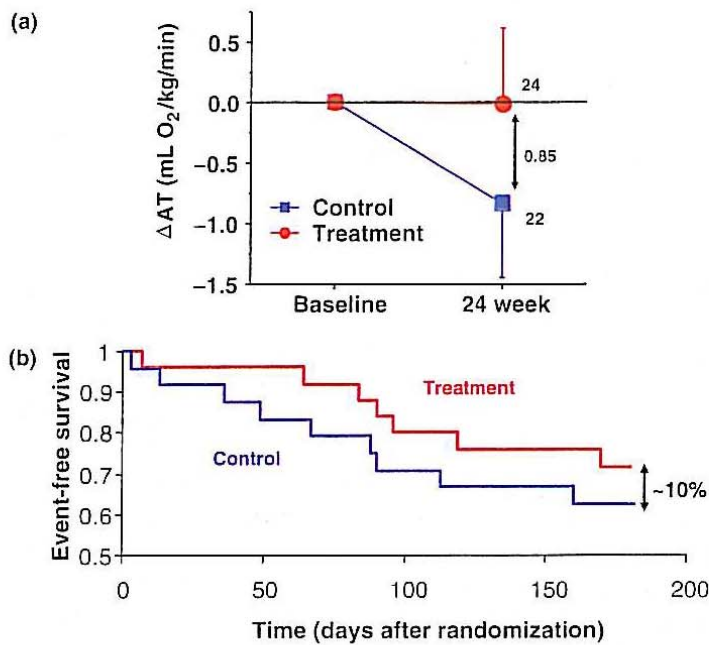 (a)
ΔAT (mL O₂/kg/min)
0.5
0.0
−0.5
−1.0
−1.5
24
0.85
22
Control
Treatment
Baseline 24 week
(b)
Event-free survival
1
0.9
0.8
0.7
0.6
0.5
Treatment
Control
~10%
0 50 100 150 200
Time (days after randomization)